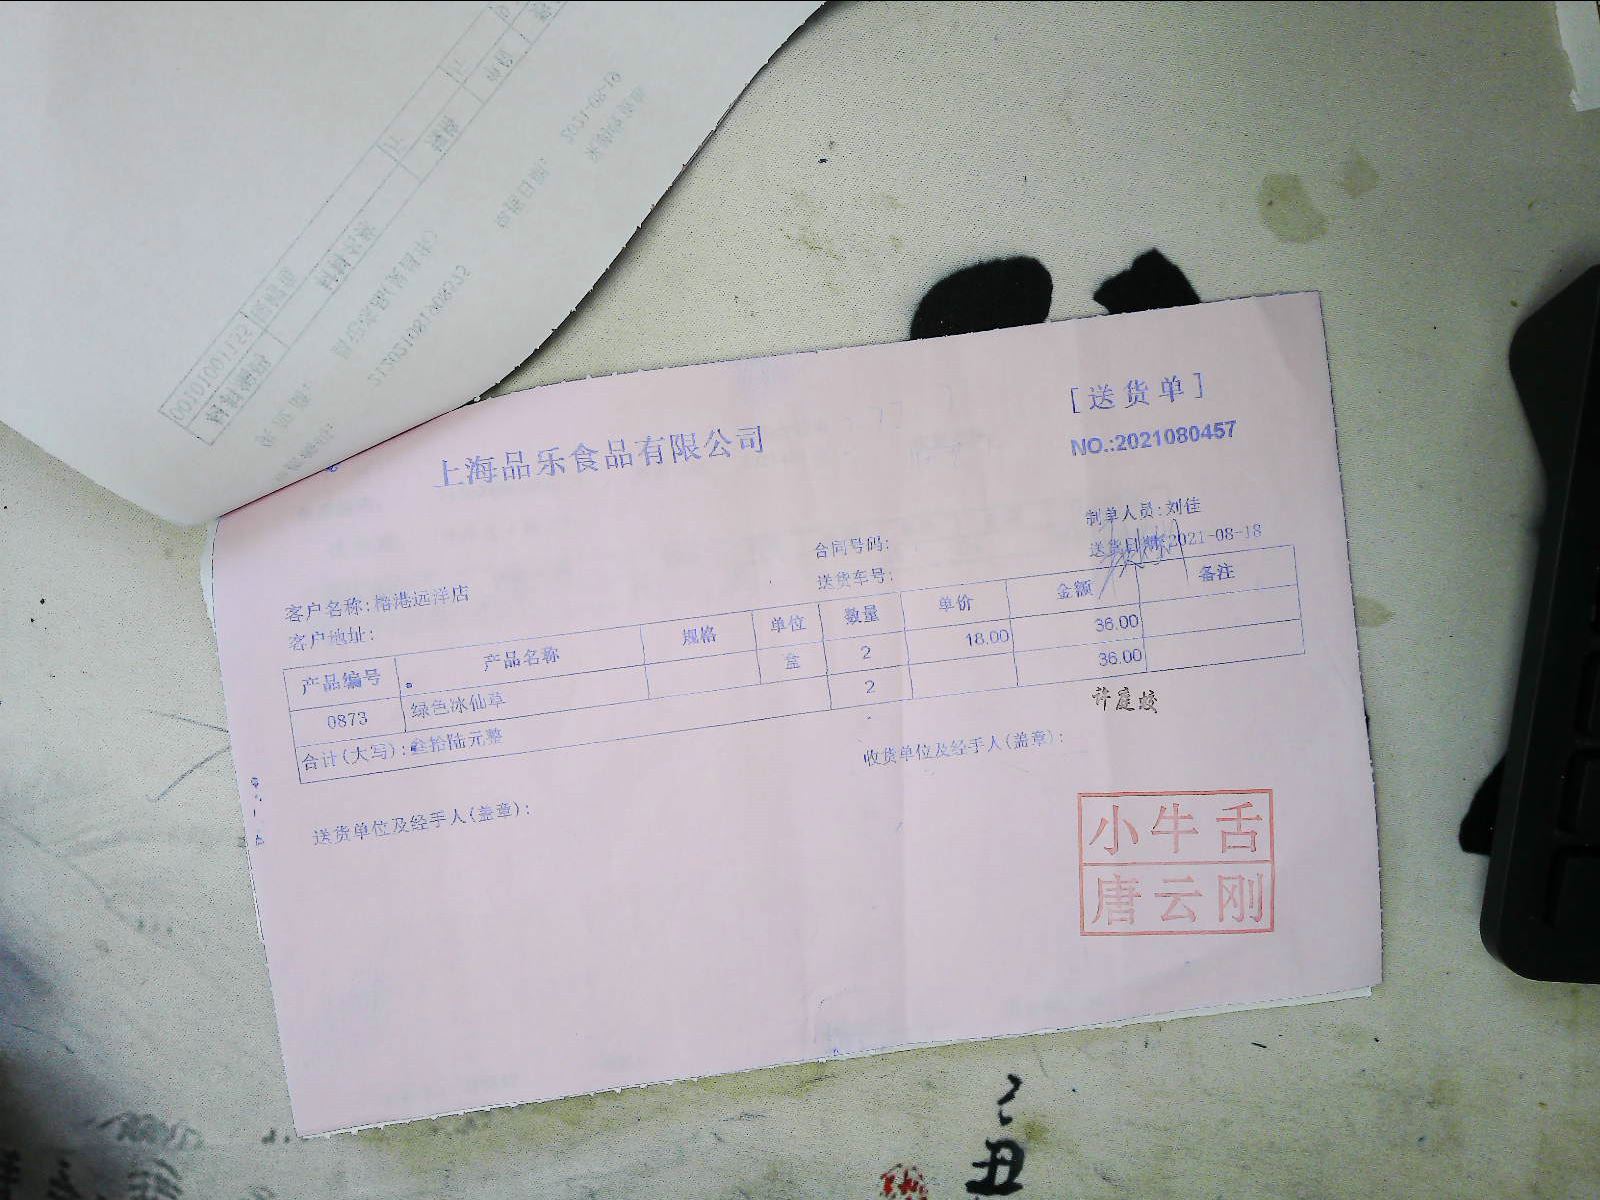 [送货单]
NO.:2021080457
上海品乐食品有限公司
制单人员:刘佳
合同号码:
送货日期:2021-08-18
送货车号:
客户名称:榕港远洋店
客户地址:
产品编号 产品名称 规格 单位 数量 单价 金额 备注
0873 绿色冰仙草 盒 2 18.00 36.00
合计(大写):叁拾陆元整 2 36.00
许庭蛟
送货单位及经手人(盖章):
收货单位及经手人(盖章):
小牛舌
唐云刚
丑